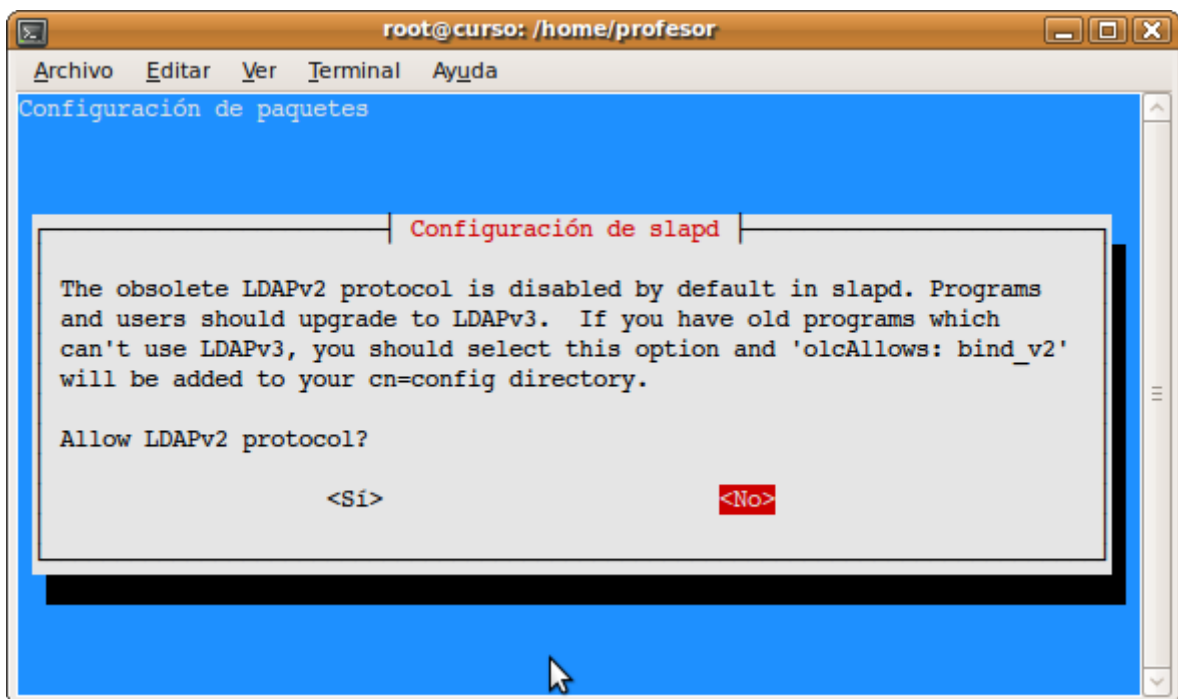 root@curso: /home/profesor
Archivo Editar Ver Terminal Ayuda
Configuración de paquetes
Configuración de slapd
The obsolete LDAPv2 protocol is disabled by default in slapd. Programs
and users should upgrade to LDAPv3.  If you have old programs which
can't use LDAPv3, you should select this option and 'olcAllows: bind_v2'
will be added to your cn=config directory.
Allow LDAPv2 protocol?
<Sí> <No>